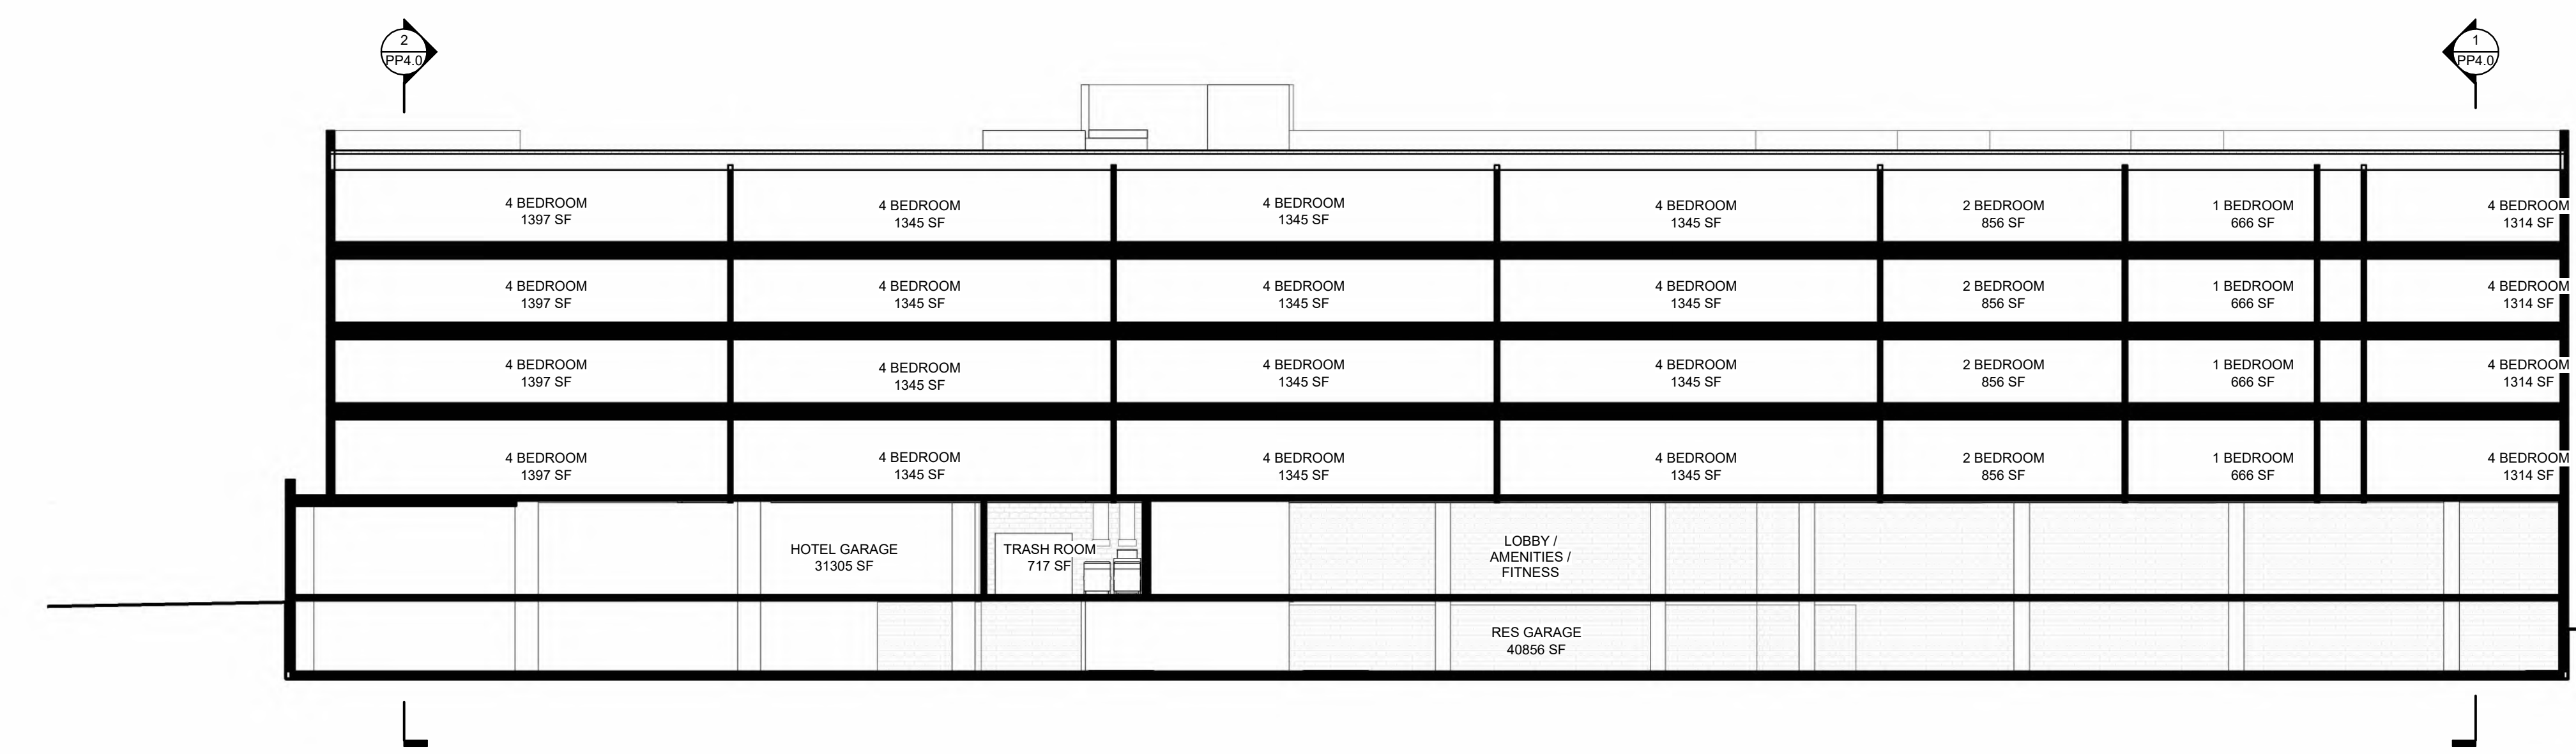 2
PP4.0
1
PP4.0
4 BEDROOM
1397 SF
4 BEDROOM
1345 SF
4 BEDROOM
1345 SF
4 BEDROOM
1345 SF
2 BEDROOM
856 SF
1 BEDROOM
666 SF
4 BEDROOM
1314 SF
4 BEDROOM
1397 SF
4 BEDROOM
1345 SF
4 BEDROOM
1345 SF
4 BEDROOM
1345 SF
2 BEDROOM
856 SF
1 BEDROOM
666 SF
4 BEDROOM
1314 SF
4 BEDROOM
1397 SF
4 BEDROOM
1345 SF
4 BEDROOM
1345 SF
4 BEDROOM
1345 SF
2 BEDROOM
856 SF
1 BEDROOM
666 SF
4 BEDROOM
1314 SF
4 BEDROOM
1397 SF
4 BEDROOM
1345 SF
4 BEDROOM
1345 SF
4 BEDROOM
1345 SF
2 BEDROOM
856 SF
1 BEDROOM
666 SF
4 BEDROOM
1314 SF
HOTEL GARAGE
31305 SF
TRASH ROOM
717 SF
LOBBY /
AMENITIES /
FITNESS
RES GARAGE
40856 SF